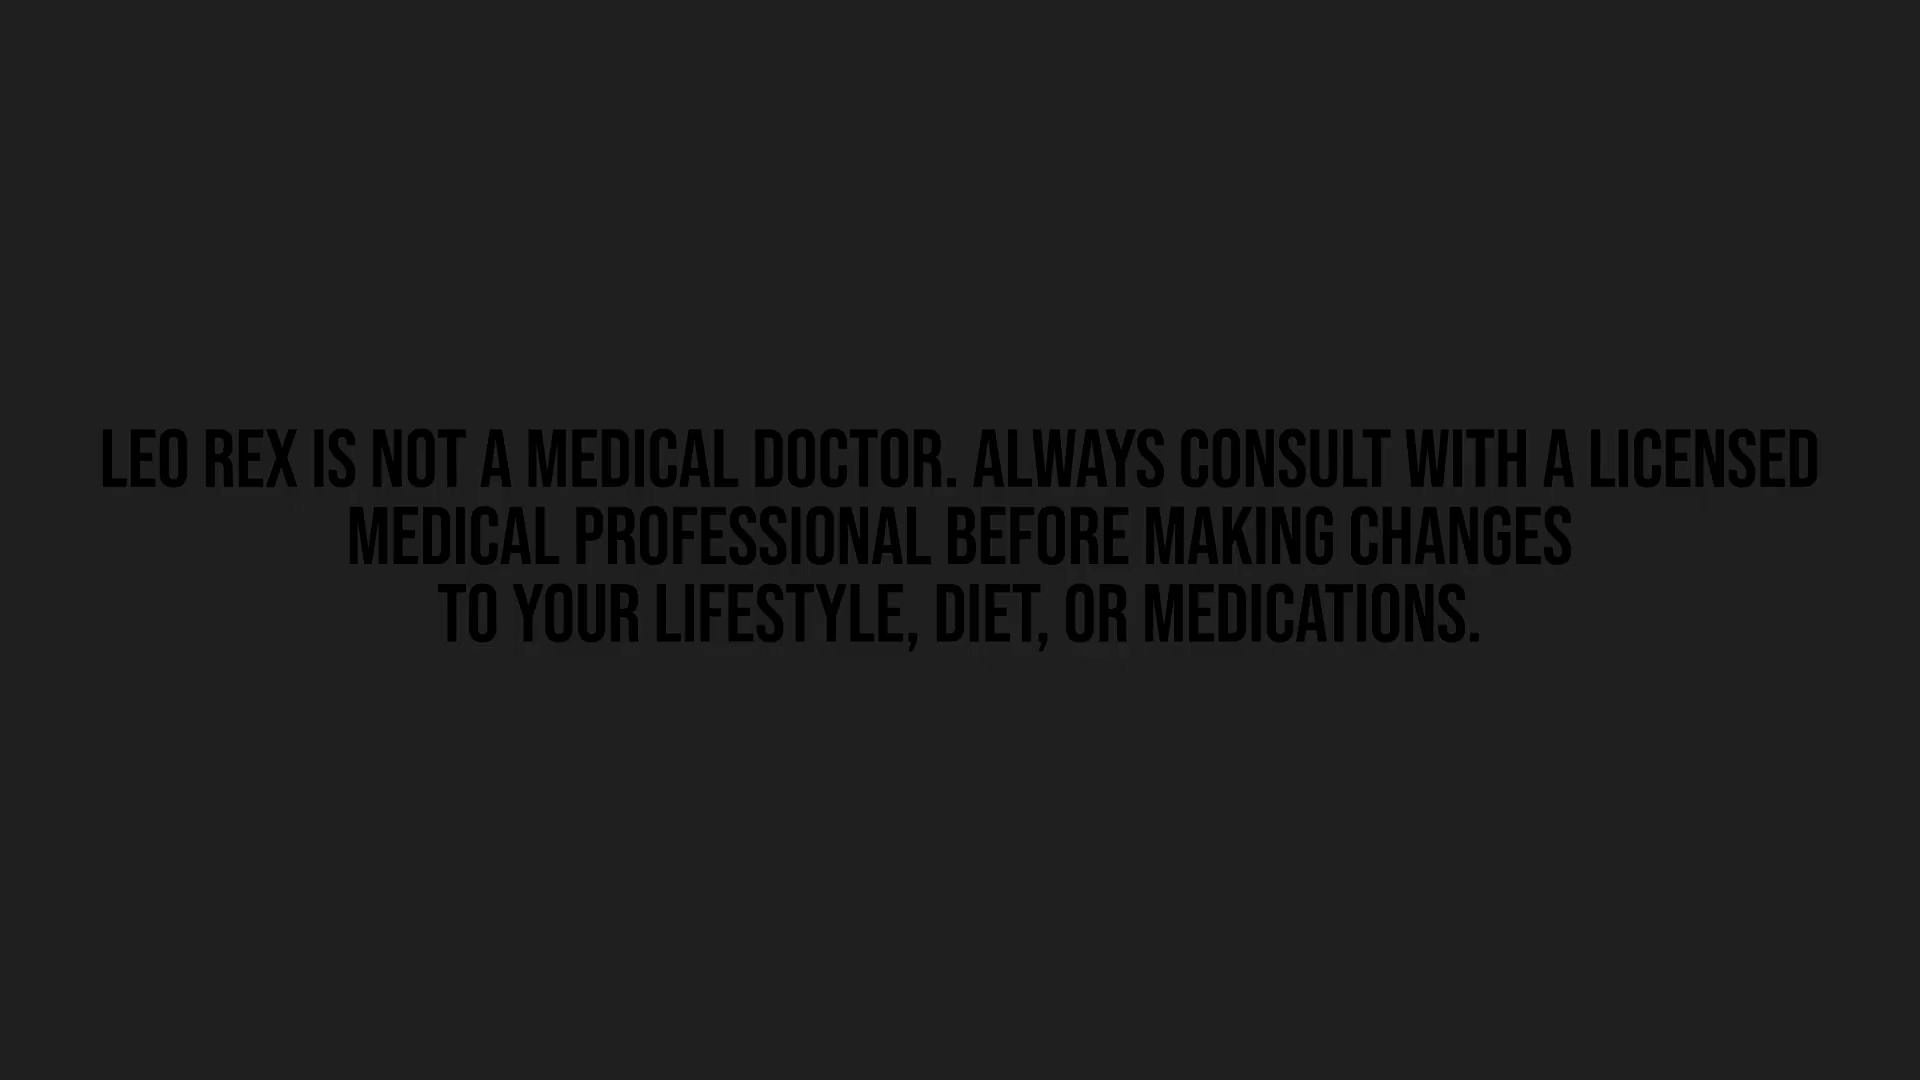 LEO REX IS NOT A MEDICAL DOCTOR. ALWAYS CONSULT WITH A LICENSED
MEDICAL PROFESSIONAL BEFORE MAKING CHANGES
TO YOUR LIFESTYLE, DIET, OR MEDICATIONS.